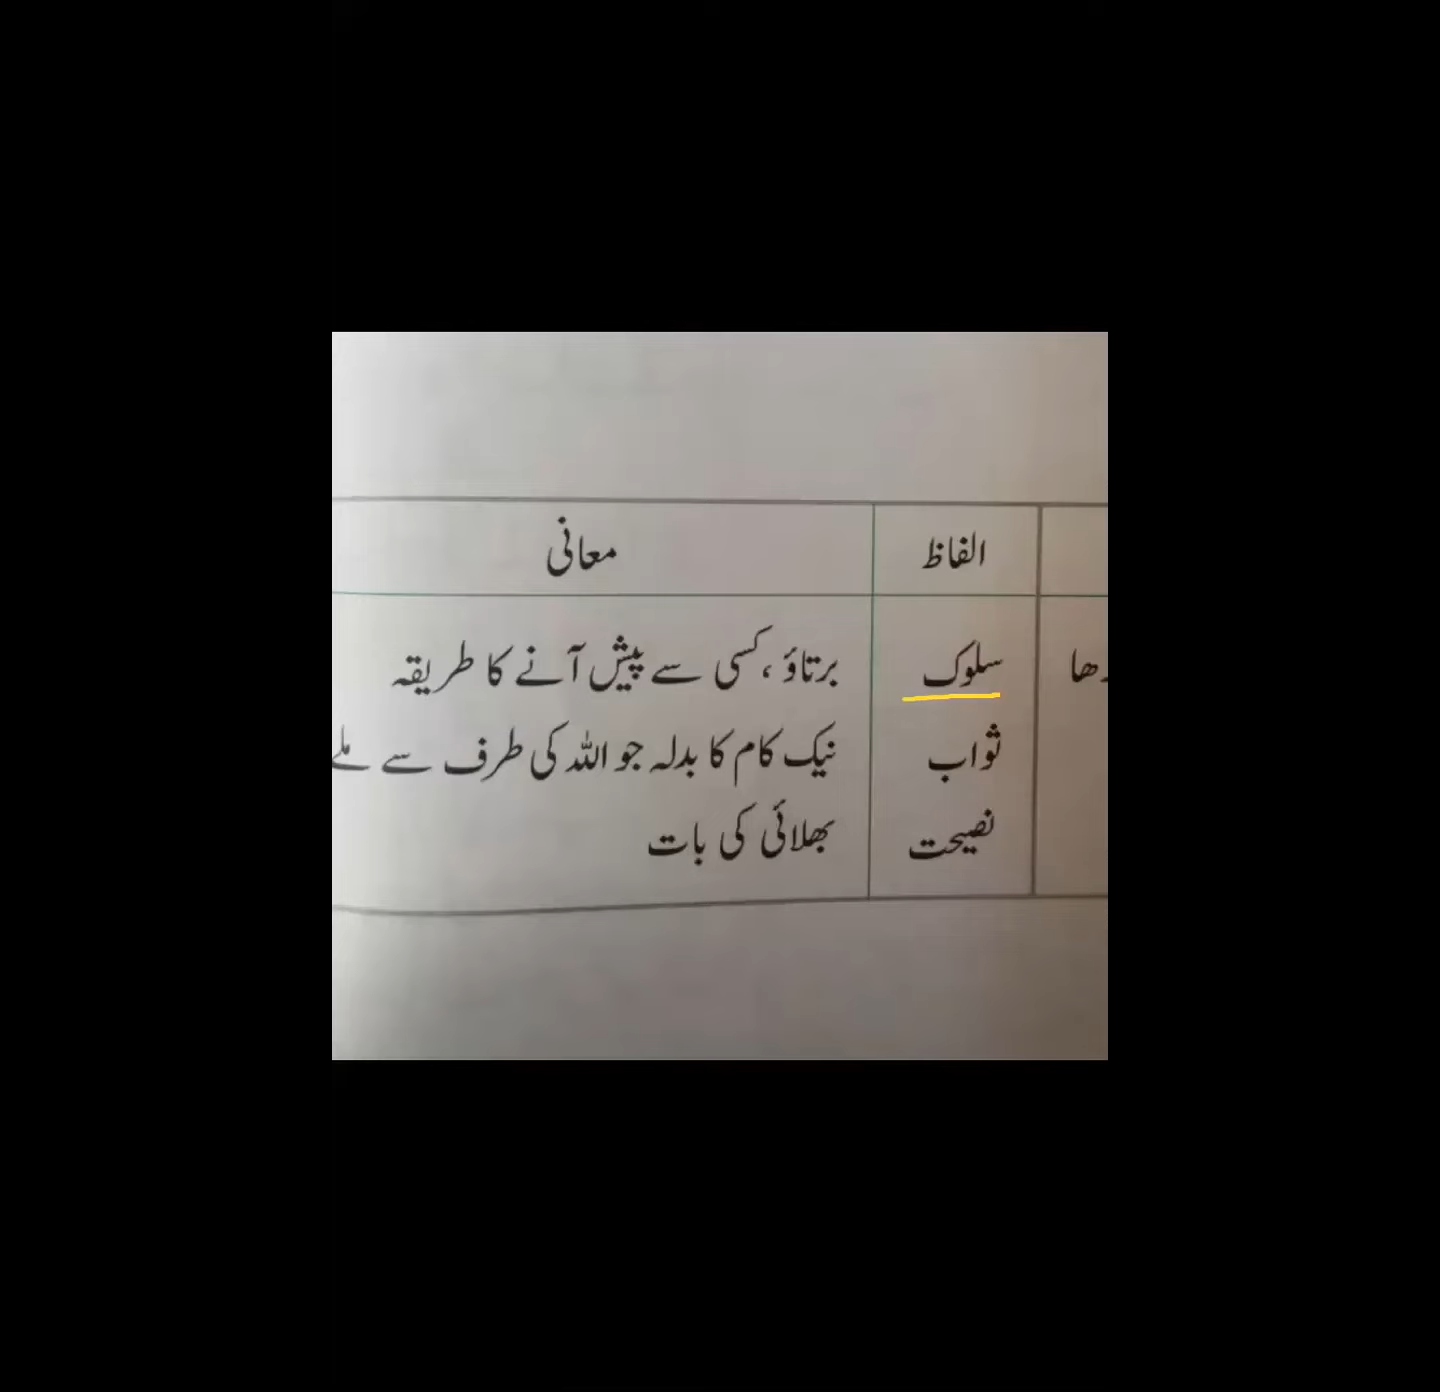 الفاظ معانی
سلوک برتاؤ، کسی سے پیش آنے کا طریقہ
ثواب نیک کام کا بدلہ جو اللہ کی طرف سے ملے
نصیحت بھلائی کی بات